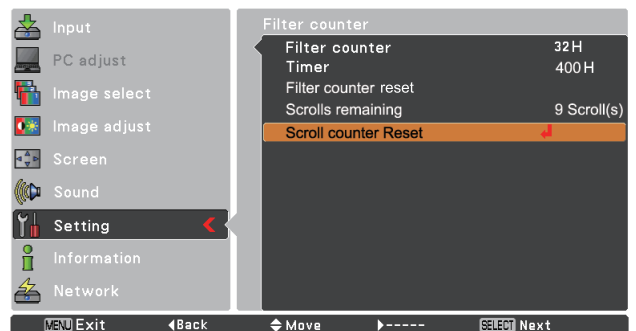 Input
PC adjust
Image select
Image adjust
Screen
Sound
Setting
Information
Network
Filter counter
Filter counter 32H
Timer 400H
Filter counter reset
Scrolls remaining 9 Scroll(s)
Scroll counter Reset
MENU Exit Back Move ----- SELECT Next